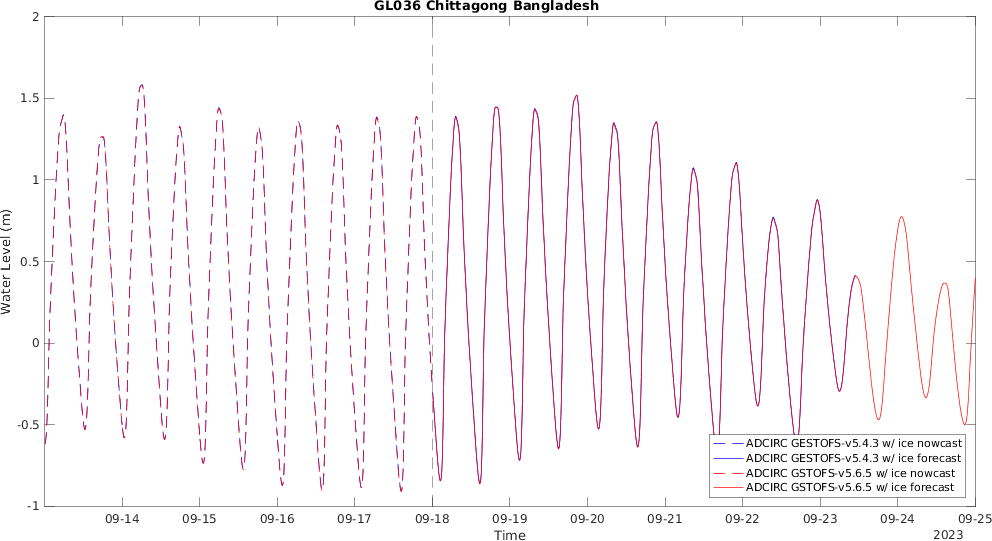 GL036 Chittagong Bangladesh
2
1.5
1
0.5
0
-0.5
-1
Water Level (m)
ADCIRC GESTOFS-v5.4.3 w/ ice nowcast
ADCIRC GESTOFS-v5.4.3 w/ ice forecast
ADCIRC GSTOFS-v5.6.5 w/ ice nowcast
ADCIRC GSTOFS-v5.6.5 w/ ice forecast
09-14 09-15 09-16 09-17 09-18 09-19 09-20 09-21 09-22 09-23 09-24 09-25
Time
2023